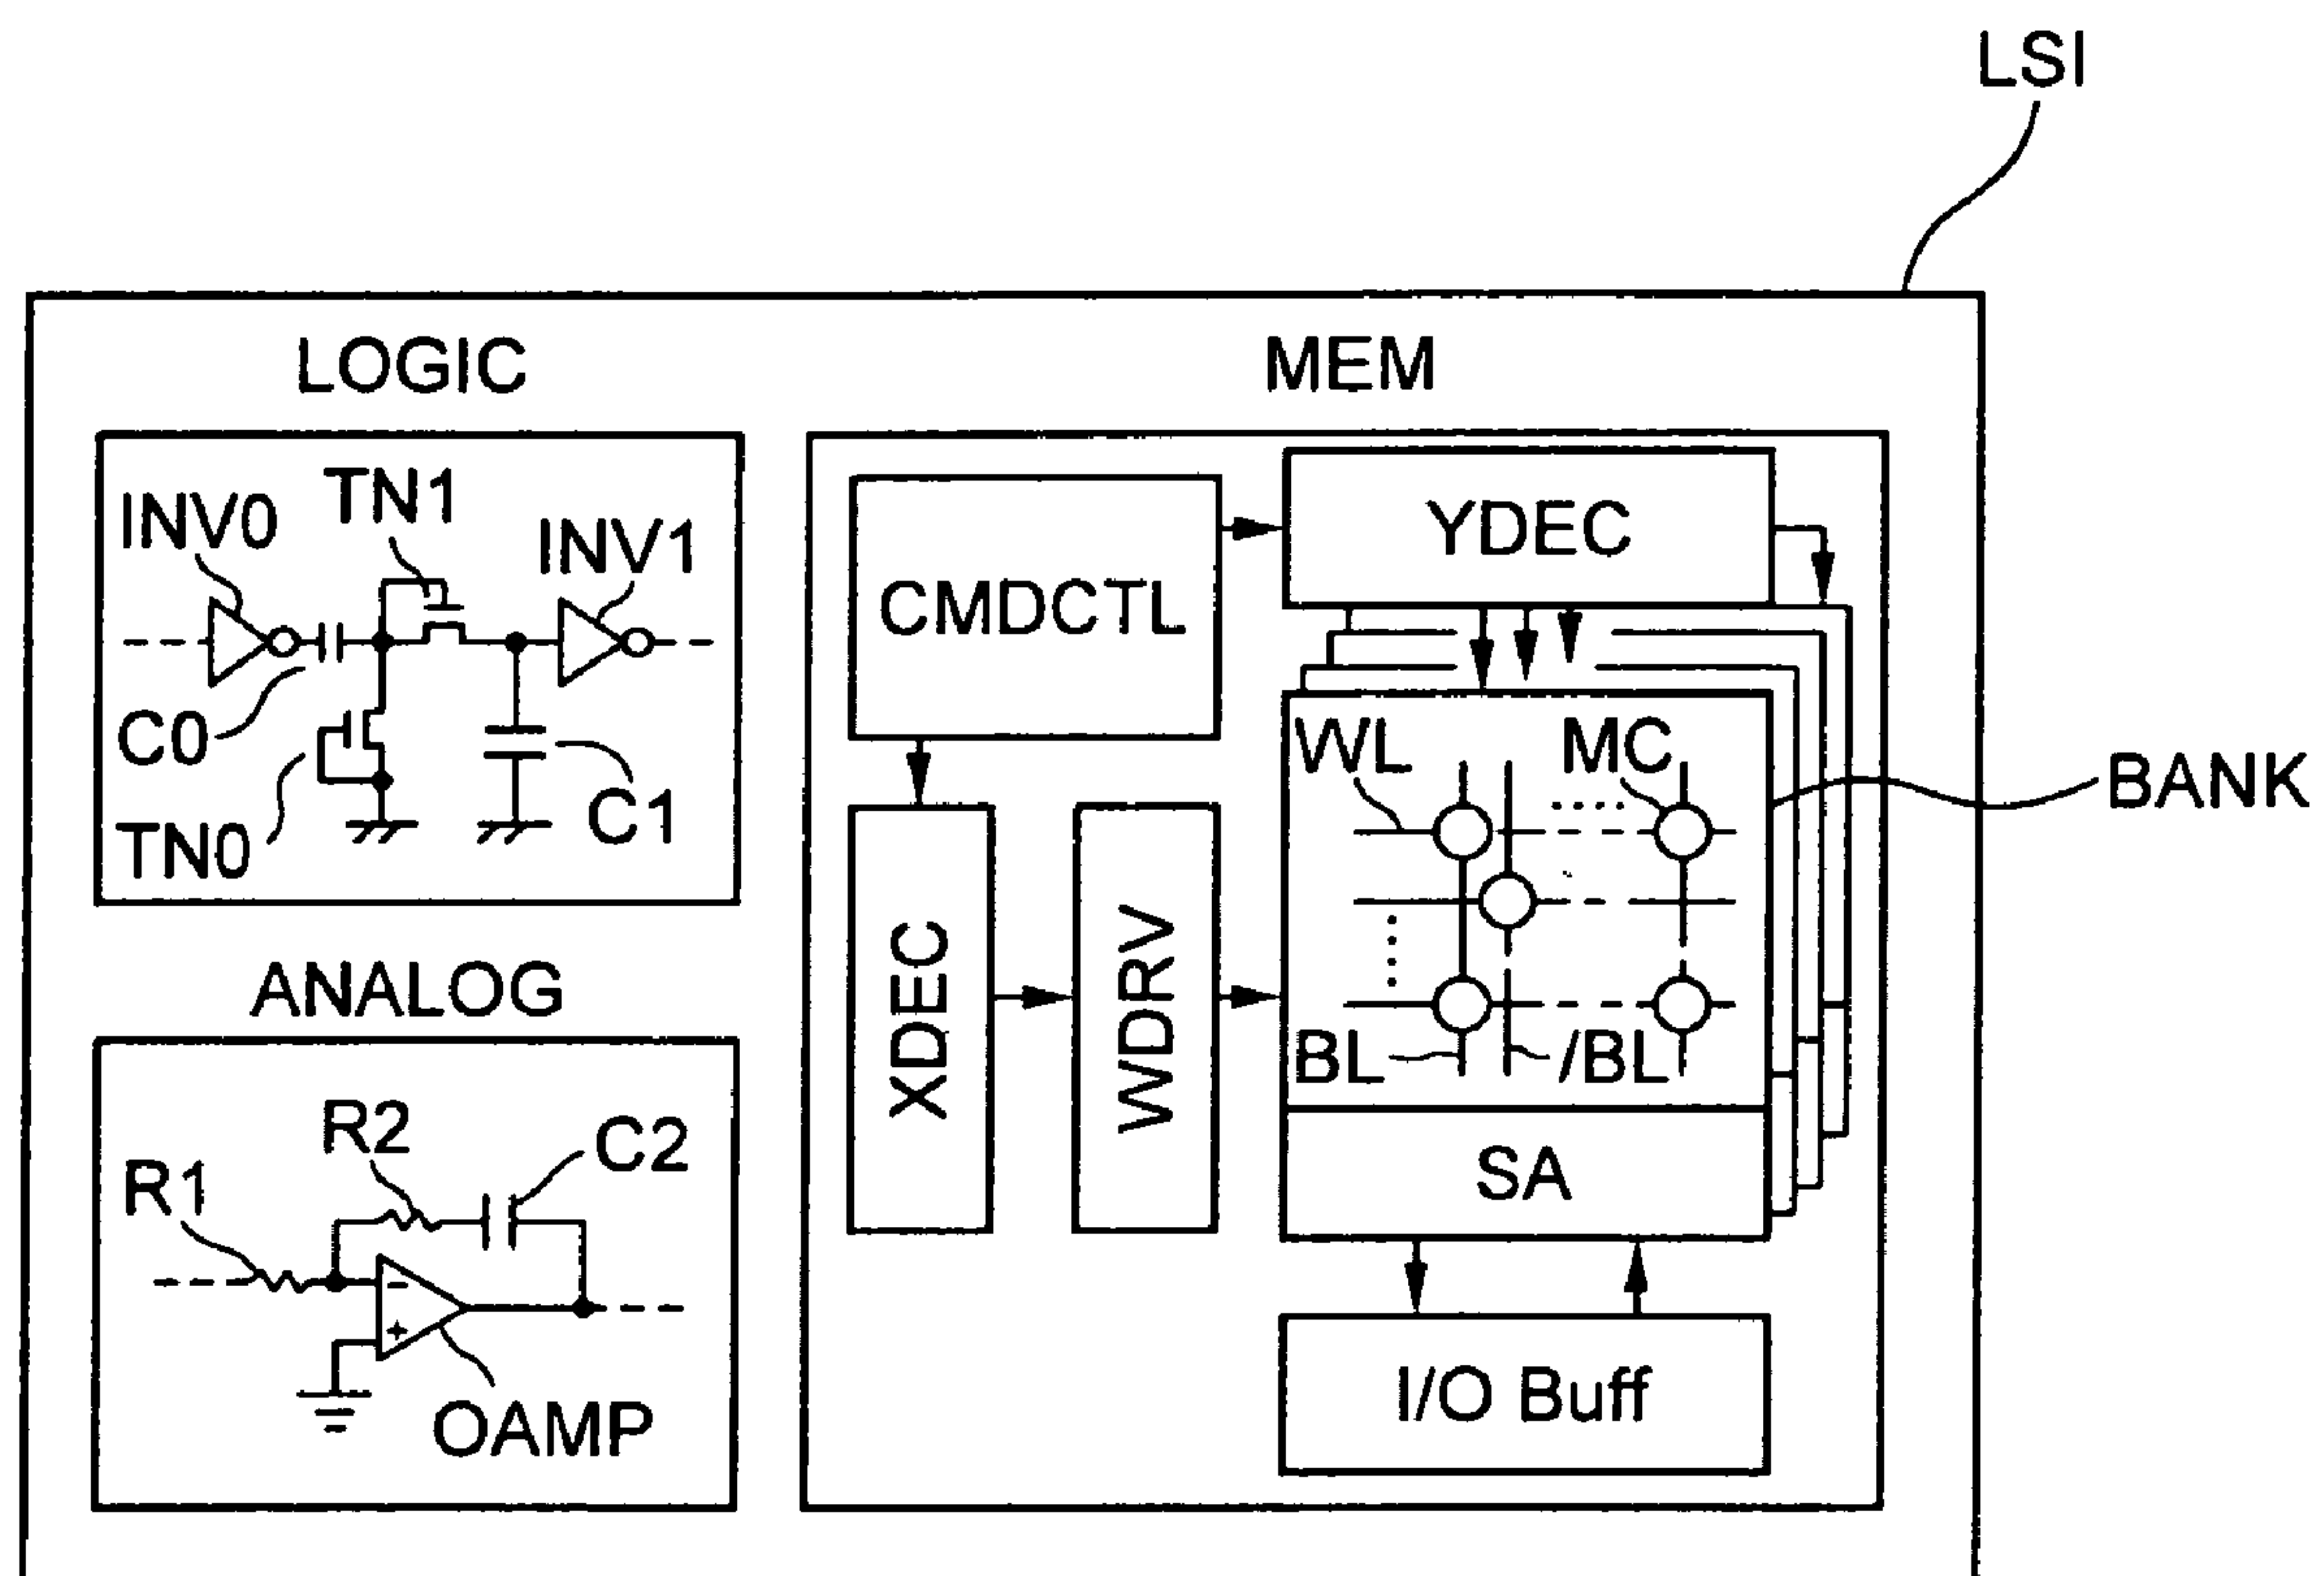 LSI
LOGIC
MEM
INV0
TN1
INV1
C0
TN0
C1
CMDCTL
YDEC
WL
MC
BANK
XDEC
WDRV
BL
/BL
SA
I/O Buff
ANALOG
R1
R2
C2
-
+
OAMP